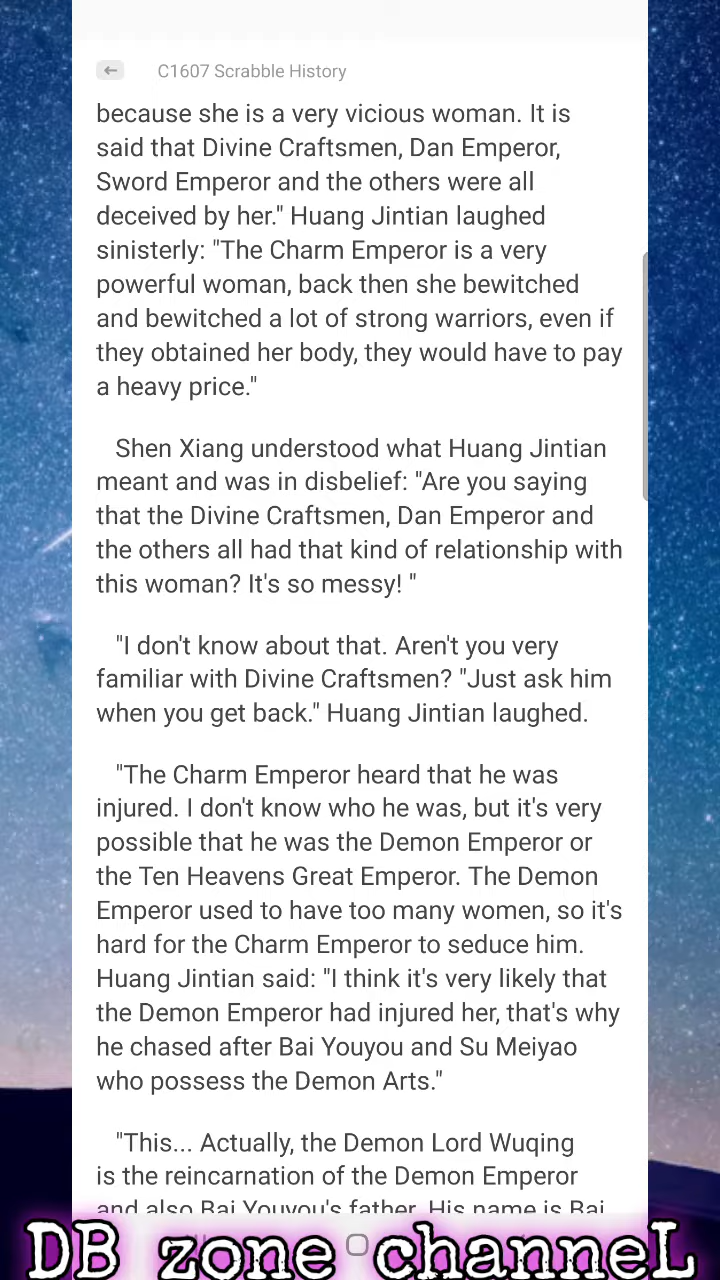 C1607 Scrabble History
because she is a very vicious woman. It is
said that Divine Craftsmen, Dan Emperor,
Sword Emperor and the others were all
deceived by her." Huang Jintian laughed
sinisterly: "The Charm Emperor is a very
powerful woman, back then she bewitched
and bewitched a lot of strong warriors, even if
they obtained her body, they would have to pay
a heavy price."
Shen Xiang understood what Huang Jintian
meant and was in disbelief: "Are you saying
that the Divine Craftsmen, Dan Emperor and
the others all had that kind of relationship with
this woman? It's so messy! "
"I don't know about that. Aren't you very
familiar with Divine Craftsmen? "Just ask him
when you get back." Huang Jintian laughed.
"The Charm Emperor heard that he was
injured. I don't know who he was, but it's very
possible that he was the Demon Emperor or
the Ten Heavens Great Emperor. The Demon
Emperor used to have too many women, so it's
hard for the Charm Emperor to seduce him.
Huang Jintian said: "I think it's very likely that
the Demon Emperor had injured her, that's why
he chased after Bai Youyou and Su Meiyao
who possess the Demon Arts."
"This... Actually, the Demon Lord Wuqing
is the reincarnation of the Demon Emperor
and also Bai Youyou's father. His name is Bai
DB zone channeL